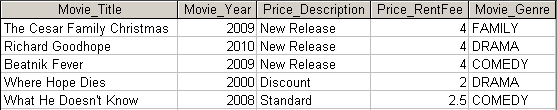 Movie_Title Movie_Year Price_Description Price_RentFee Movie_Genre
The Cesar Family Christmas 2009 New Release 4 FAMILY
Richard Goodhope 2010 New Release 4 DRAMA
Beatnik Fever 2009 New Release 4 COMEDY
Where Hope Dies 2000 Discount 2 DRAMA
What He Doesn't Know 2008 Standard 2.5 COMEDY